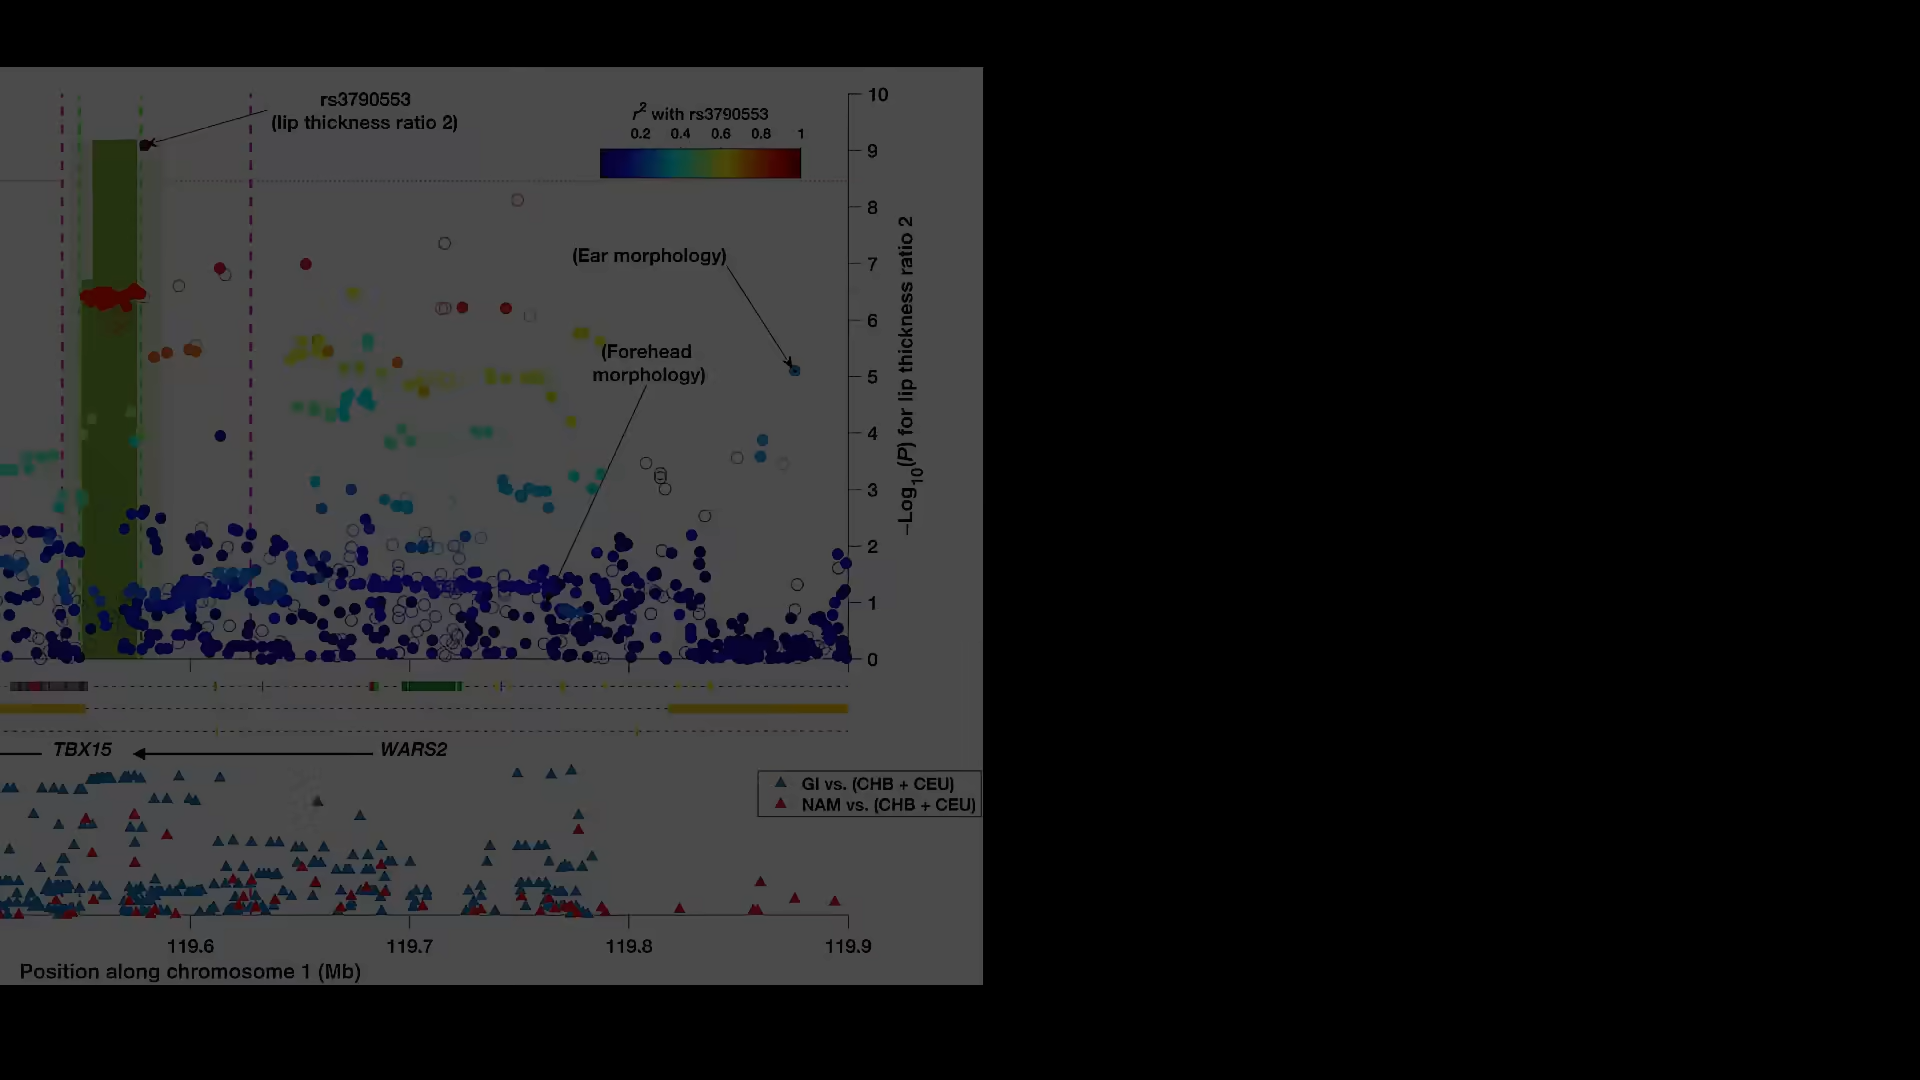 rs3790553
(lip thickness ratio 2)
r² with rs3790553
0.2 0.4 0.6 0.8 1
(Ear morphology)
(Forehead
morphology)
10
9
8
7
6
5
4
3
2
1
0
–Log₁₀(P) for lip thickness ratio 2
TBX15
WARS2
GI vs. (CHB + CEU)
NAM vs. (CHB + CEU)
119.6 119.7 119.8 119.9
Position along chromosome 1 (Mb)